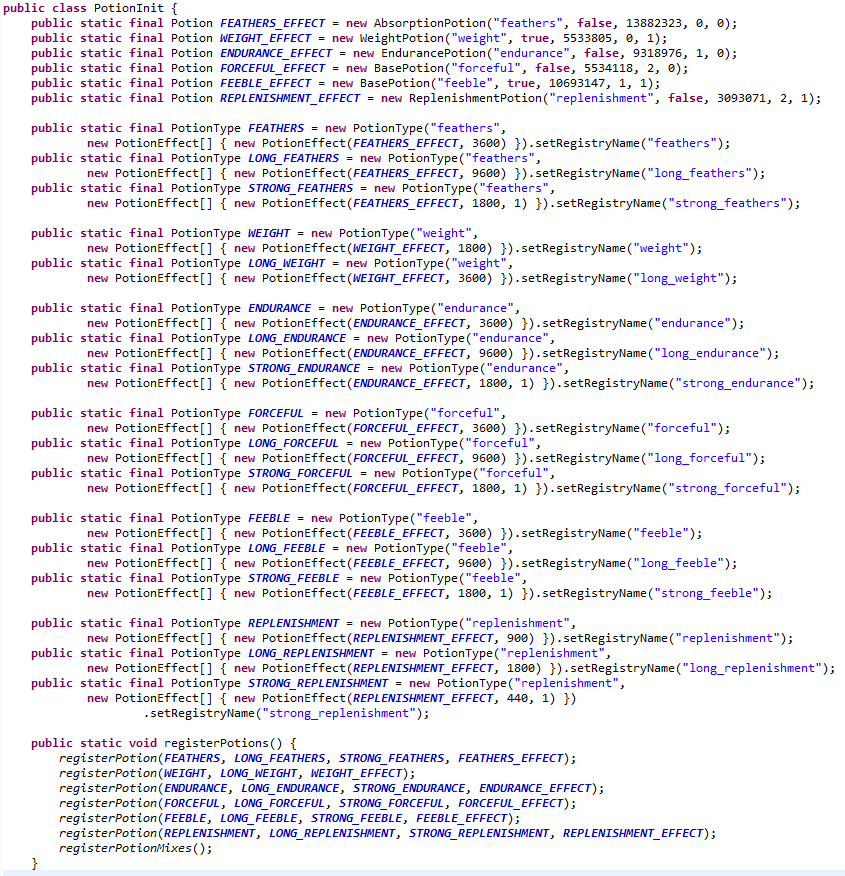 public class PotionInit {
    public static final Potion FEATHERS_EFFECT = new AbsorptionPotion("feathers", false, 13882323, 0, 0);
    public static final Potion WEIGHT_EFFECT = new WeightPotion("weight", true, 5533805, 0, 1);
    public static final Potion ENDURANCE_EFFECT = new EndurancePotion("endurance", false, 9318976, 1, 0);
    public static final Potion FORCEFUL_EFFECT = new BasePotion("forceful", false, 5534118, 2, 0);
    public static final Potion FEEBLE_EFFECT = new BasePotion("feeble", true, 10693147, 1, 1);
    public static final Potion REPLENISHMENT_EFFECT = new ReplenishmentPotion("replenishment", false, 3093071, 2, 1);

    public static final PotionType FEATHERS = new PotionType("feathers",
            new PotionEffect[] { new PotionEffect(FEATHERS_EFFECT, 3600) }).setRegistryName("feathers");
    public static final PotionType LONG_FEATHERS = new PotionType("feathers",
            new PotionEffect[] { new PotionEffect(FEATHERS_EFFECT, 9600) }).setRegistryName("long_feathers");
    public static final PotionType STRONG_FEATHERS = new PotionType("feathers",
            new PotionEffect[] { new PotionEffect(FEATHERS_EFFECT, 1800, 1) }).setRegistryName("strong_feathers");

    public static final PotionType WEIGHT = new PotionType("weight",
            new PotionEffect[] { new PotionEffect(WEIGHT_EFFECT, 1800) }).setRegistryName("weight");
    public static final PotionType LONG_WEIGHT = new PotionType("weight",
            new PotionEffect[] { new PotionEffect(WEIGHT_EFFECT, 3600) }).setRegistryName("long_weight");

    public static final PotionType ENDURANCE = new PotionType("endurance",
            new PotionEffect[] { new PotionEffect(ENDURANCE_EFFECT, 3600) }).setRegistryName("endurance");
    public static final PotionType LONG_ENDURANCE = new PotionType("endurance",
            new PotionEffect[] { new PotionEffect(ENDURANCE_EFFECT, 9600) }).setRegistryName("long_endurance");
    public static final PotionType STRONG_ENDURANCE = new PotionType("endurance",
            new PotionEffect[] { new PotionEffect(ENDURANCE_EFFECT, 1800, 1) }).setRegistryName("strong_endurance");

    public static final PotionType FORCEFUL = new PotionType("forceful",
            new PotionEffect[] { new PotionEffect(FORCEFUL_EFFECT, 3600) }).setRegistryName("forceful");
    public static final PotionType LONG_FORCEFUL = new PotionType("forceful",
            new PotionEffect[] { new PotionEffect(FORCEFUL_EFFECT, 9600) }).setRegistryName("long_forceful");
    public static final PotionType STRONG_FORCEFUL = new PotionType("forceful",
            new PotionEffect[] { new PotionEffect(FORCEFUL_EFFECT, 1800, 1) }).setRegistryName("strong_forceful");

    public static final PotionType FEEBLE = new PotionType("feeble",
            new PotionEffect[] { new PotionEffect(FEEBLE_EFFECT, 3600) }).setRegistryName("feeble");
    public static final PotionType LONG_FEEBLE = new PotionType("feeble",
            new PotionEffect[] { new PotionEffect(FEEBLE_EFFECT, 9600) }).setRegistryName("long_feeble");
    public static final PotionType STRONG_FEEBLE = new PotionType("feeble",
            new PotionEffect[] { new PotionEffect(FEEBLE_EFFECT, 1800, 1) }).setRegistryName("strong_feeble");

    public static final PotionType REPLENISHMENT = new PotionType("replenishment",
            new PotionEffect[] { new PotionEffect(REPLENISHMENT_EFFECT, 900) }).setRegistryName("replenishment");
    public static final PotionType LONG_REPLENISHMENT = new PotionType("replenishment",
            new PotionEffect[] { new PotionEffect(REPLENISHMENT_EFFECT, 1800) }).setRegistryName("long_replenishment");
    public static final PotionType STRONG_REPLENISHMENT = new PotionType("replenishment",
            new PotionEffect[] { new PotionEffect(REPLENISHMENT_EFFECT, 440, 1) })
                    .setRegistryName("strong_replenishment");

    public static void registerPotions() {
        registerPotion(FEATHERS, LONG_FEATHERS, STRONG_FEATHERS, FEATHERS_EFFECT);
        registerPotion(WEIGHT, LONG_WEIGHT, WEIGHT_EFFECT);
        registerPotion(ENDURANCE, LONG_ENDURANCE, STRONG_ENDURANCE, ENDURANCE_EFFECT);
        registerPotion(FORCEFUL, LONG_FORCEFUL, STRONG_FORCEFUL, FORCEFUL_EFFECT);
        registerPotion(FEEBLE, LONG_FEEBLE, STRONG_FEEBLE, FEEBLE_EFFECT);
        registerPotion(REPLENISHMENT, LONG_REPLENISHMENT, STRONG_REPLENISHMENT, REPLENISHMENT_EFFECT);
        registerPotionMixes();
    }